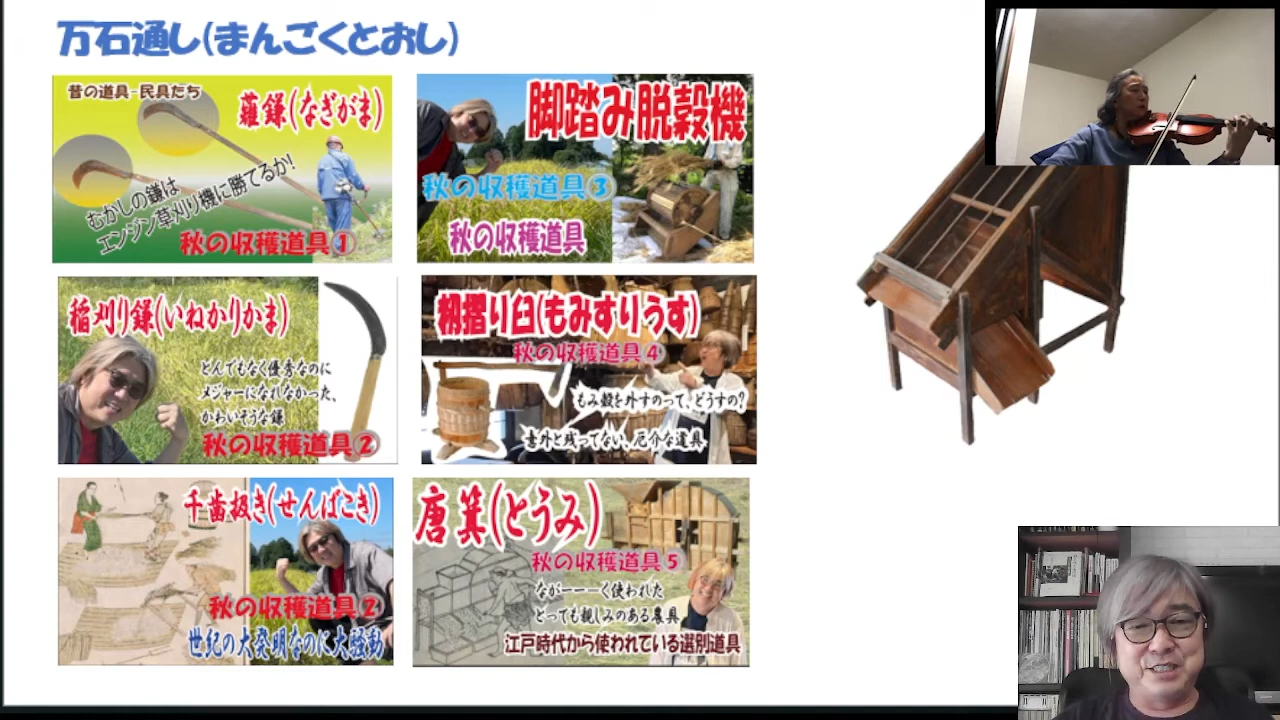 万石通し(まんごくとおし)
昔の道具-民具たち
薙鎌(なぎがま)
むかしの鎌は
エンジン草刈り機に勝てるか!
秋の収穫道具①
脚踏み脱穀機
秋の収穫道具③
秋の収穫道具
稲刈り鎌(いねかりかま)
とんでもなく優秀なのに
メジャーになれなかった、
かわいそうな鎌
秋の収穫道具②
籾摺り臼(もみすりうす)
秋の収穫道具4
もみ殻を外すのって、どうすの?
意外と残ってない、厄介な道具
千歯扱き(せんばこき)
秋の収穫道具②
世紀の大発明なのに大騒動
唐箕(とうみ)
秋の収穫道具5
ながーーーく使われた
とっても親しみのある農具
江戸時代から使われている選別道具